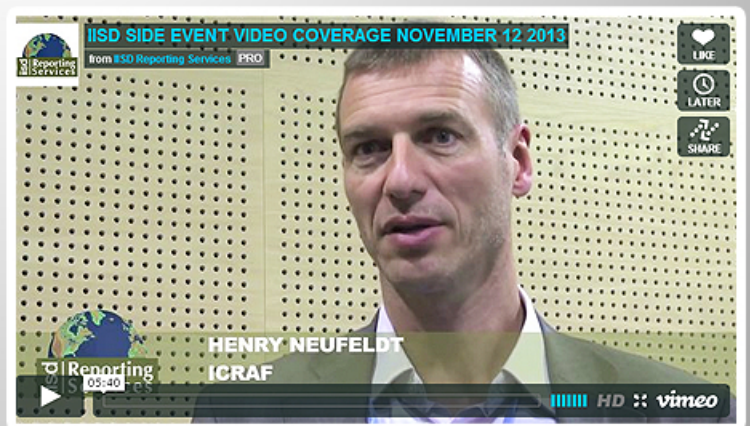 IISD SIDE EVENT VIDEO COVERAGE NOVEMBER 12 2013
from IISD Reporting Services PRO
iisd Reporting Services
LIKE
LATER
SHARE
HENRY NEUFELDT
ICRAF
iisd Reporting
Services
05:40
HD vimeo